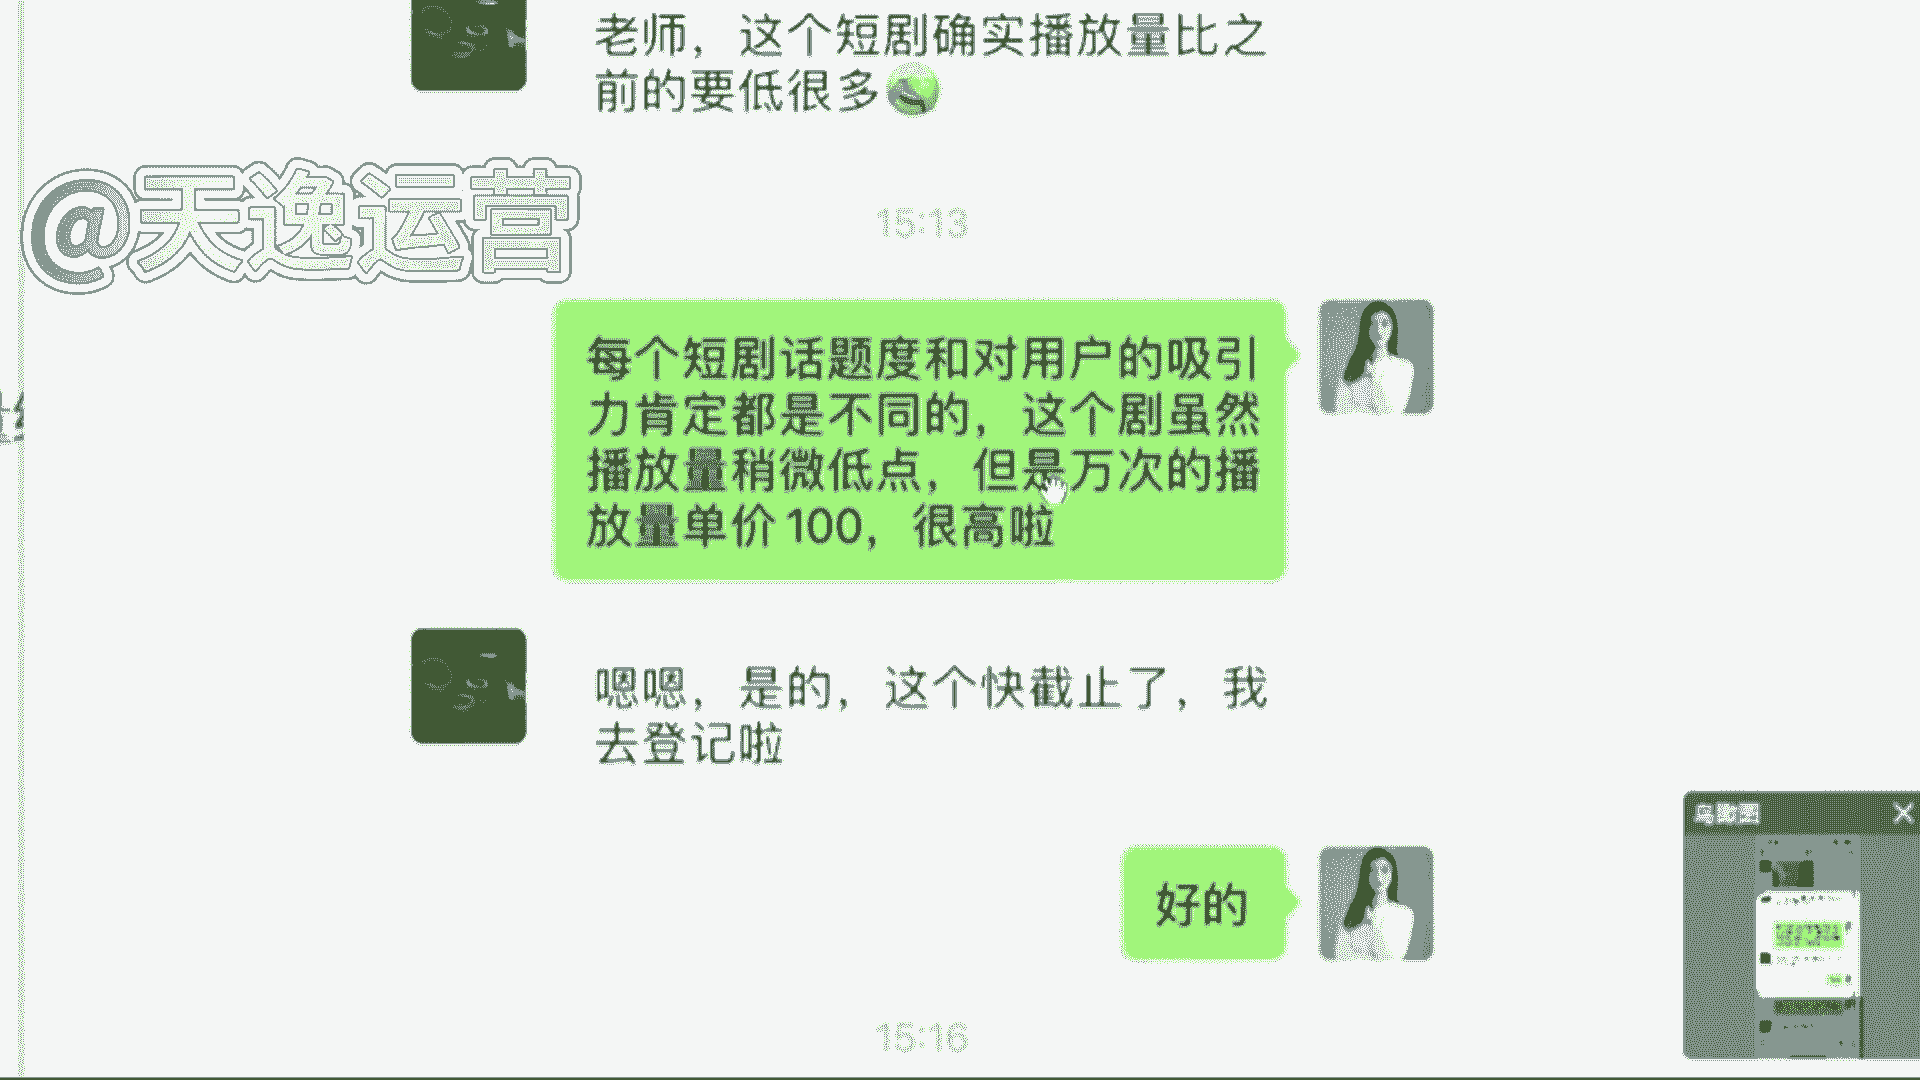 老师，这个短剧确实播放量比之
前的要低很多
@天逸运营
15:13
每个短剧话题度和对用户的吸引
力肯定都是不同的，这个剧虽然
播放量稍微低点，但是万次的播
放量单价100，很高啦
嗯嗯，是的，这个快截止了，我
去登记啦
好的
鸟瞰图
15:16